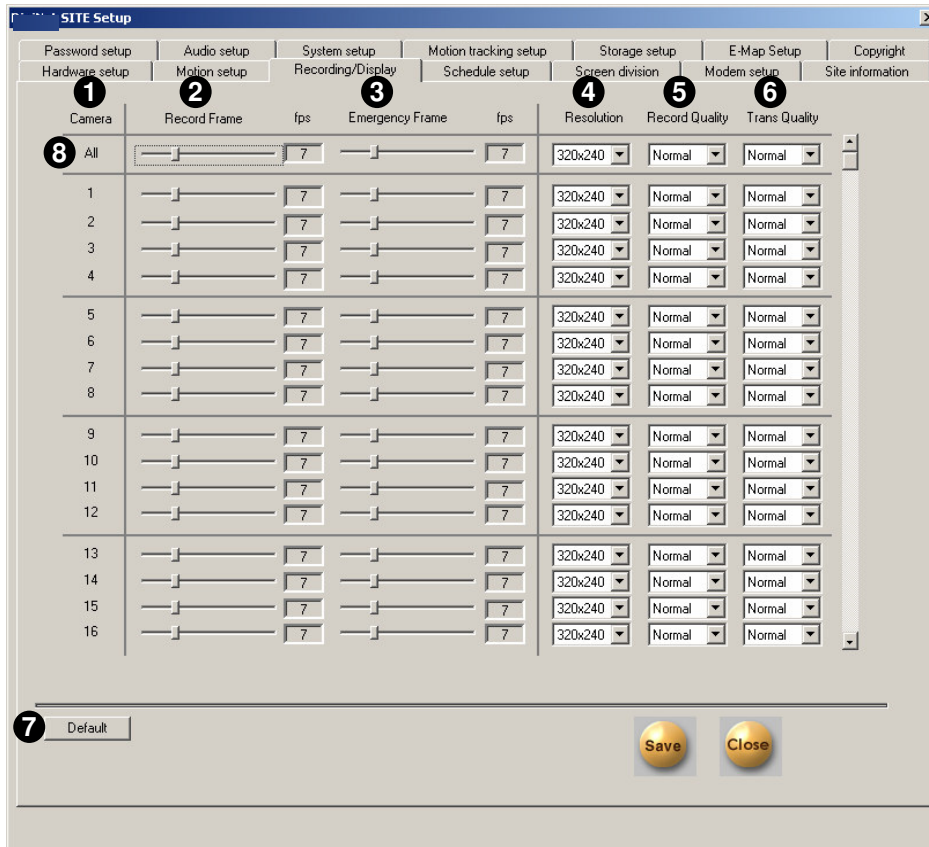 SITE Setup
Password setup Audio setup System setup Motion tracking setup Storage setup E-Map Setup Copyright
Hardware setup Motion setup Recording/Display Schedule setup Screen division Modem setup Site information
1 2 3 4 5 6
Camera Record Frame fps Emergency Frame fps Resolution Record Quality Trans Quality
8 All 7 7 320x240 Normal Normal
1 7 7 320x240 Normal Normal
2 7 7 320x240 Normal Normal
3 7 7 320x240 Normal Normal
4 7 7 320x240 Normal Normal
5 7 7 320x240 Normal Normal
6 7 7 320x240 Normal Normal
7 7 7 320x240 Normal Normal
8 7 7 320x240 Normal Normal
9 7 7 320x240 Normal Normal
10 7 7 320x240 Normal Normal
11 7 7 320x240 Normal Normal
12 7 7 320x240 Normal Normal
13 7 7 320x240 Normal Normal
14 7 7 320x240 Normal Normal
15 7 7 320x240 Normal Normal
16 7 7 320x240 Normal Normal
7 Default
Save Close